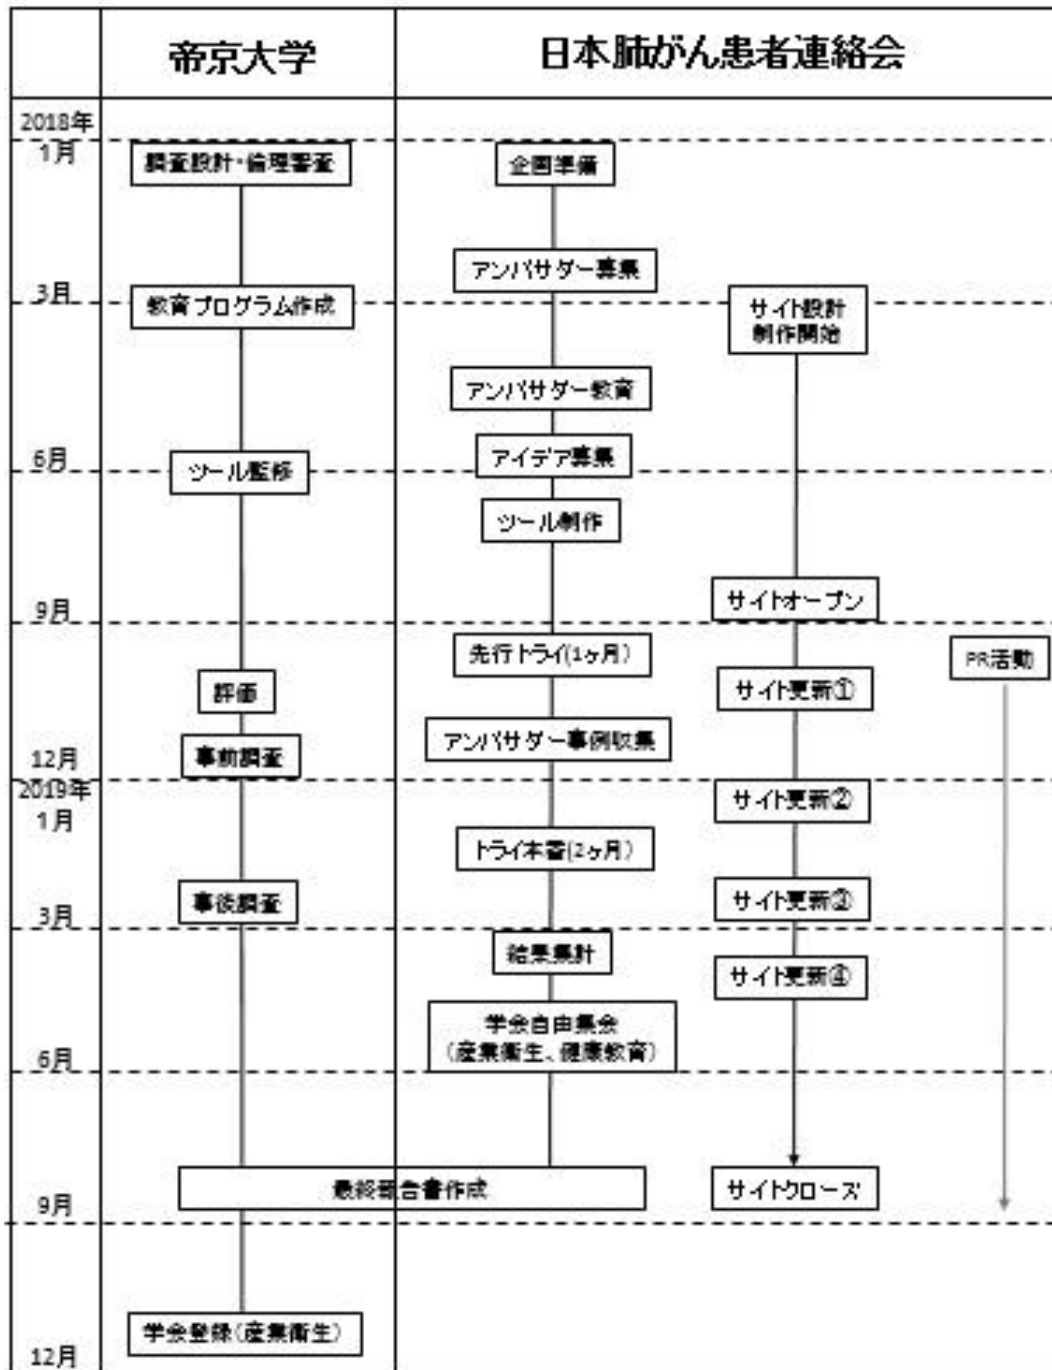 帝京大学
日本肺がん患者連絡会
2018年
1月
調査設計・倫理審査
企画準備
アンバサダー募集
3月
教育プログラム作成
サイト設計
制作開始
アンバサダー教育
6月
アイデア募集
ツール監修
ツール制作
9月
サイトオープン
先行トライ(1ヶ月)
PR活動
評価
サイト更新①
アンバサダー事例収集
12月
事前調査
2019年
1月
サイト更新②
トライ本番(2ヶ月)
3月
事後調査
サイト更新③
結果集計
サイト更新④
学会自由集会
(産業衛生、健康教育)
6月
最終報告書作成
サイトクローズ
9月
学会登録(産業衛生)
12月